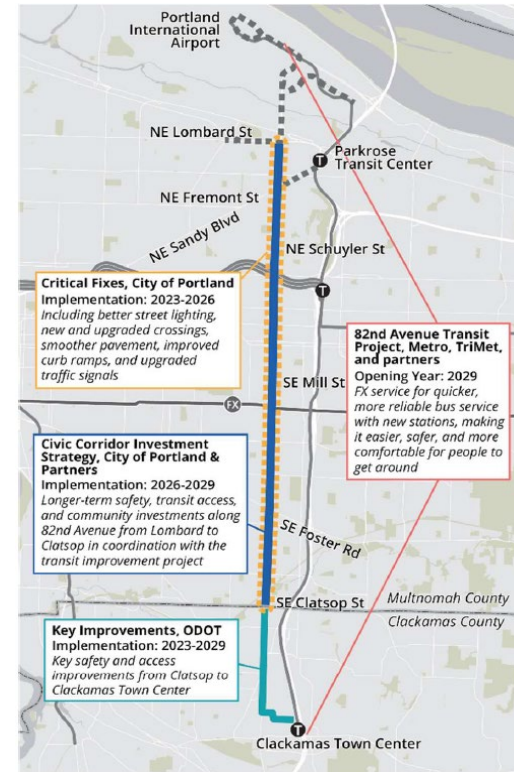 Portland
International
Airport
NE Lombard St
T
Parkrose
Transit Center
NE Fremont St
NE Sandy Blvd
NE Schuyler St
T
Critical Fixes, City of Portland
Implementation: 2023-2026
Including better street lighting,
new and upgraded crossings,
smoother pavement, improved
curb ramps, and upgraded
traffic signals
82nd Avenue Transit
Project, Metro, TriMet,
and partners
Opening Year: 2029
FX service for quicker,
more reliable bus service
with new stations, making
it easier, safer, and more
comfortable for people to
get around
SE Mill St
FX
Civic Corridor Investment
Strategy, City of Portland &
Partners
Implementation: 2026-2029
Longer-term safety, transit access,
and community investments along
82nd Avenue from Lombard to
Clatsop in coordination with the
transit improvement project
SE Foster Rd
SE Clatsop St
Multnomah County
Clackamas County
Key Improvements, ODOT
Implementation: 2023-2029
Key safety and access
improvements from Clatsop to
Clackamas Town Center
T
Clackamas Town Center